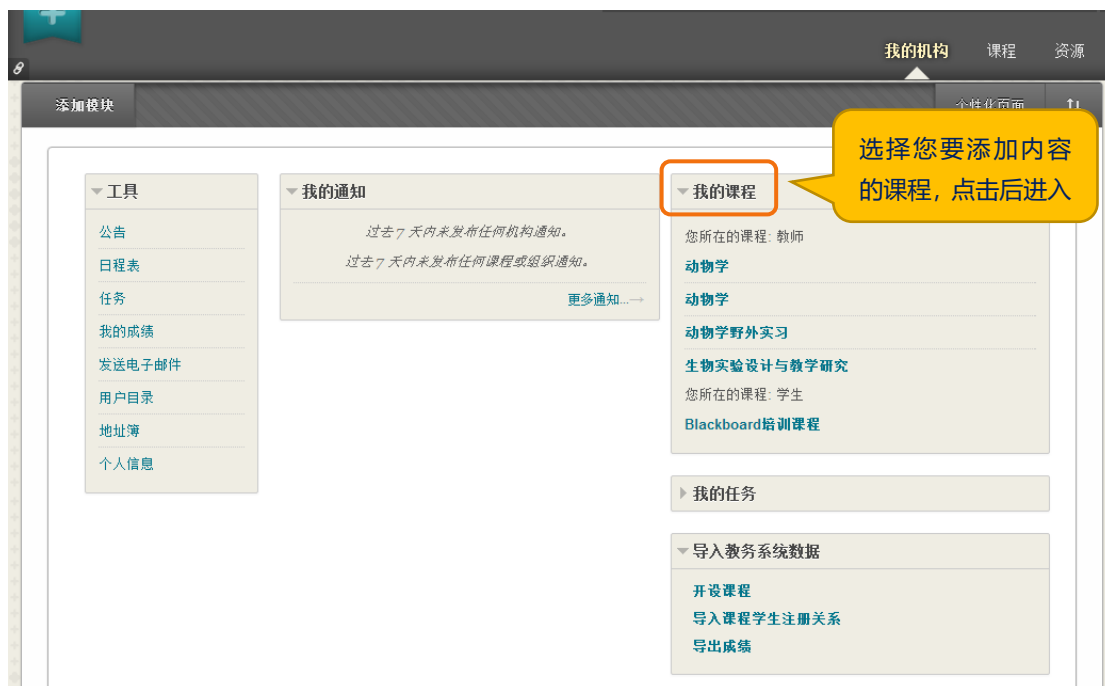 我的机构 课程 资源
添加模块
个性化页面
选择您要添加内容
的课程, 点击后进入
工具
公告
日程表
任务
我的成绩
发送电子邮件
用户目录
地址簿
个人信息
我的通知
过去 7 天内未发布任何机构通知。
过去 7 天内未发布任何课程或组织通知。
更多通知...→
我的课程
您所在的课程: 教师
动物学
动物学
动物学野外实习
生物实验设计与教学研究
您所在的课程: 学生
Blackboard培训课程
我的任务
导入教务系统数据
开设课程
导入课程学生注册关系
导出成绩